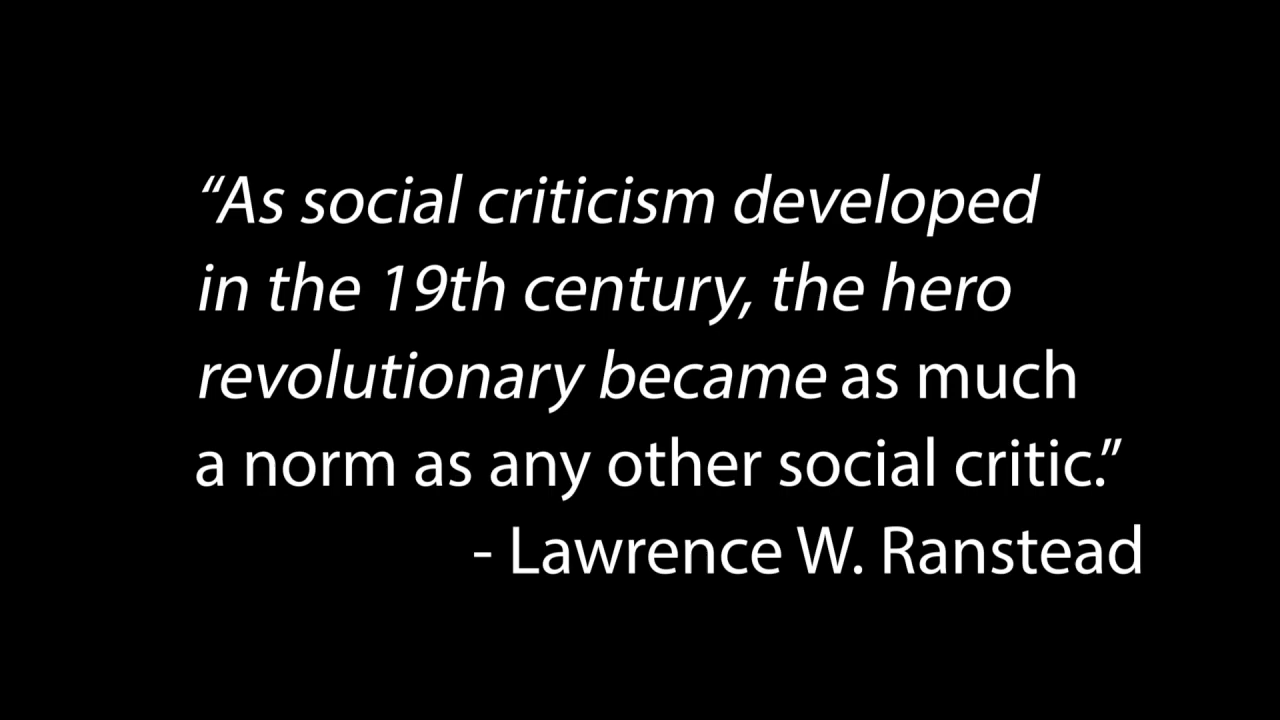 “As social criticism developed
in the 19th century, the hero
revolutionary became as much
a norm as any other social critic.”
- Lawrence W. Ranstead